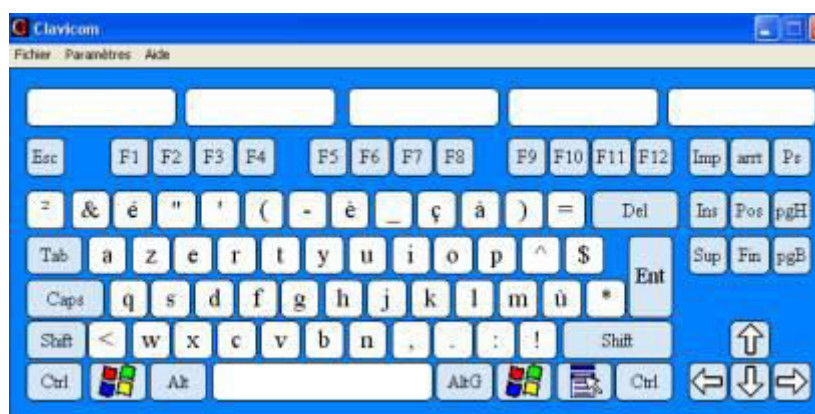 Clavicom
Fichier Paramètres Aide
Esc F1 F2 F3 F4 F5 F6 F7 F8 F9 F10 F11 F12 Imp arrt Ps
² & é " ' ( - è _ ç à ) = Del Ins Pos pgH
Tab a z e r t y u i o p ^ $ Ent Sup Fin pgB
Caps q s d f g h j k l m ù *
Shift < w x c v b n , . : ! Shift
Ctrl Alt AltG Ctrl